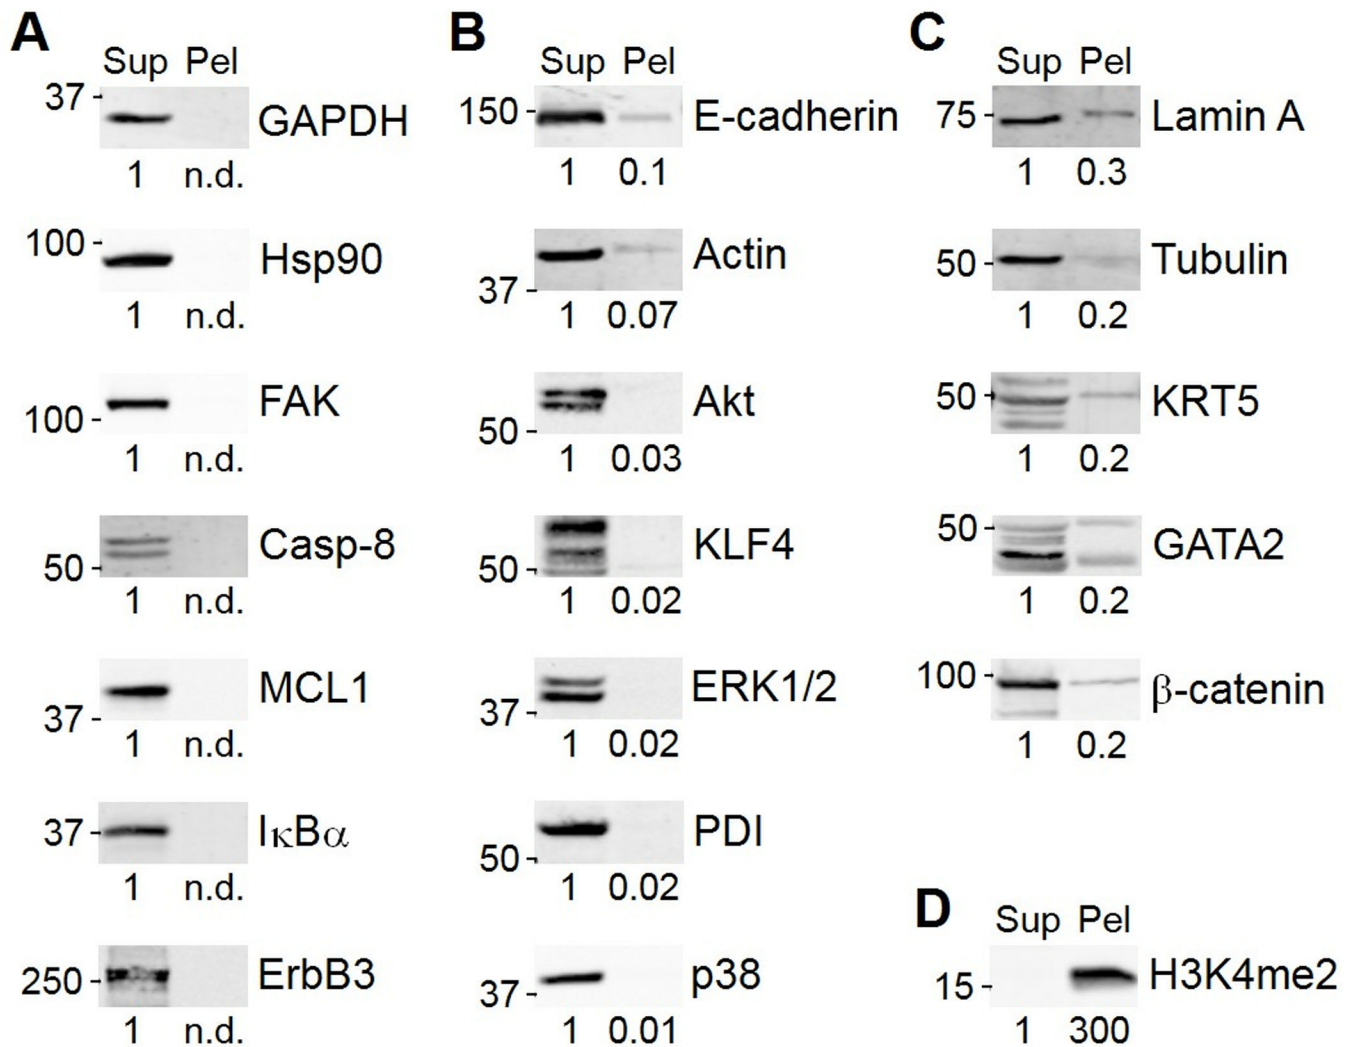 A
Sup Pel
37
GAPDH
1 n.d.
100
Hsp90
1 n.d.
FAK
100
1 n.d.
Casp-8
50
1 n.d.
MCL1
37
1 n.d.
37
IκBα
1 n.d.
250
ErbB3
1 n.d.
B
Sup Pel
150
E-cadherin
1 0.1
Actin
37
1 0.07
Akt
50
1 0.03
KLF4
50
1 0.02
ERK1/2
37
1 0.02
PDI
50
1 0.02
p38
37
1 0.01
C
Sup Pel
75
Lamin A
1 0.3
50
Tubulin
1 0.2
50
KRT5
1 0.2
50
GATA2
1 0.2
100
β-catenin
1 0.2
D
Sup Pel
15
H3K4me2
1 300